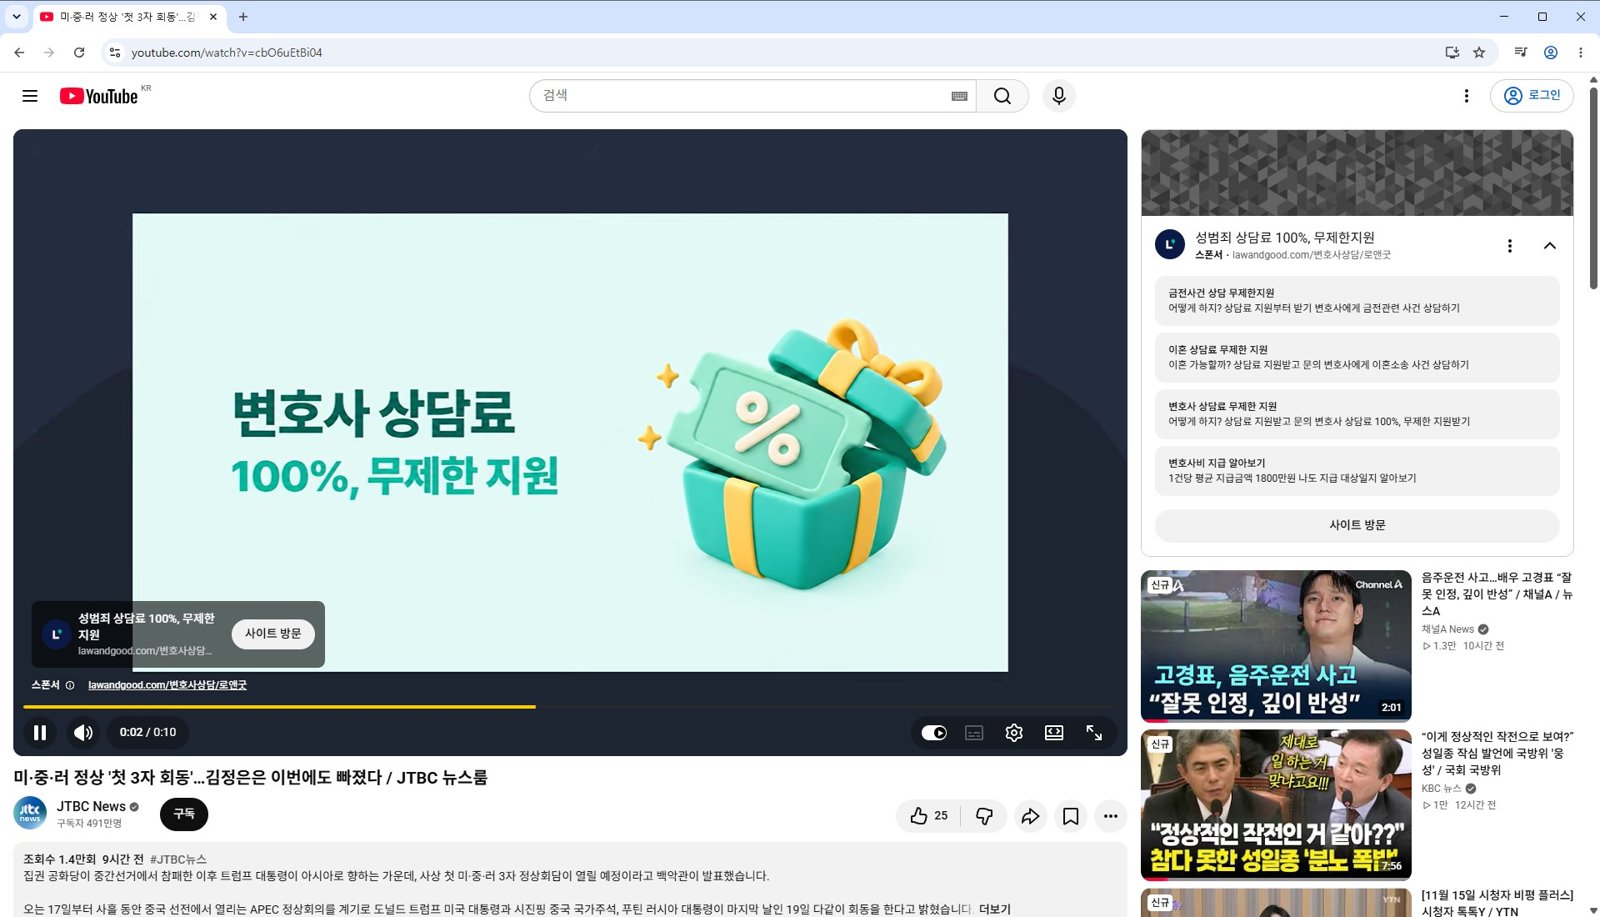 미·중·러 정상 '첫 3자 회동'...김
youtube.com/watch?v=cbO6uEtBi04
YouTube KR
검색
로그인
변호사 상담료
100%, 무제한 지원
성범죄 상담료 100%, 무제한
지원
lawandgood.com/변호사상담...
사이트 방문
스폰서
lawandgood.com/변호사상담/로앤굿
0:02 / 0:10
미·중·러 정상 '첫 3자 회동'...김정은은 이번에도 빠졌다 / JTBC 뉴스룸
jtbc
news
JTBC News
구독자 491만명
구독
25
조회수 1.4만회 9시간 전 #JTBC뉴스
집권 공화당이 중간선거에서 참패한 이후 트럼프 대통령이 아시아로 향하는 가운데, 사상 첫 미·중·러 3자 정상회담이 열릴 예정이라고 백악관이 발표했습니다.
오는 17일부터 사흘 동안 중국 선전에서 열리는 APEC 정상회의를 계기로 도널드 트럼프 미국 대통령과 시진핑 중국 국가주석, 푸틴 러시아 대통령이 마지막 날인 19일 다같이 회동을 한다고 밝혔습니다. 더보기
L
성범죄 상담료 100%, 무제한지원
스폰서 · lawandgood.com/변호사상담/로앤굿
금전사건 상담 무제한지원
어떻게 하지? 상담료 지원부터 받기 변호사에게 금전관련 사건 상담하기
이혼 상담료 무제한 지원
이혼 가능할까? 상담료 지원받고 문의 변호사에게 이혼소송 사건 상담하기
변호사 상담료 무제한 지원
어떻게 하지? 상담료 지원받고 문의 변호사 상담료 100%, 무제한 지원받기
변호사비 지급 알아보기
1건당 평균 지급금액 1800만원 나도 지급 대상일지 알아보기
사이트 방문
신규
Channel A
고경표, 음주운전 사고
“잘못 인정, 깊이 반성”
2:01
음주운전 사고...배우 고경표 “잘
못 인정, 깊이 반성” / 채널A / 뉴
스A
채널A News
1.3만 10시간 전
신규
제대로
일 하는 거
맞냐고요!!!
“정상적인 작전인 거 같아??”
참다 못한 성일종 '분노 폭발'
7:56
“이게 정상적인 작전으로 보여?”
성일종 작심 발언에 국방위 '웅
성' / 국회 국방위
KBC 뉴스
1만 12시간 전
신규
YTN
[11월 15일 시청자 비평 플러스]
시청자 톡톡Y / YTN